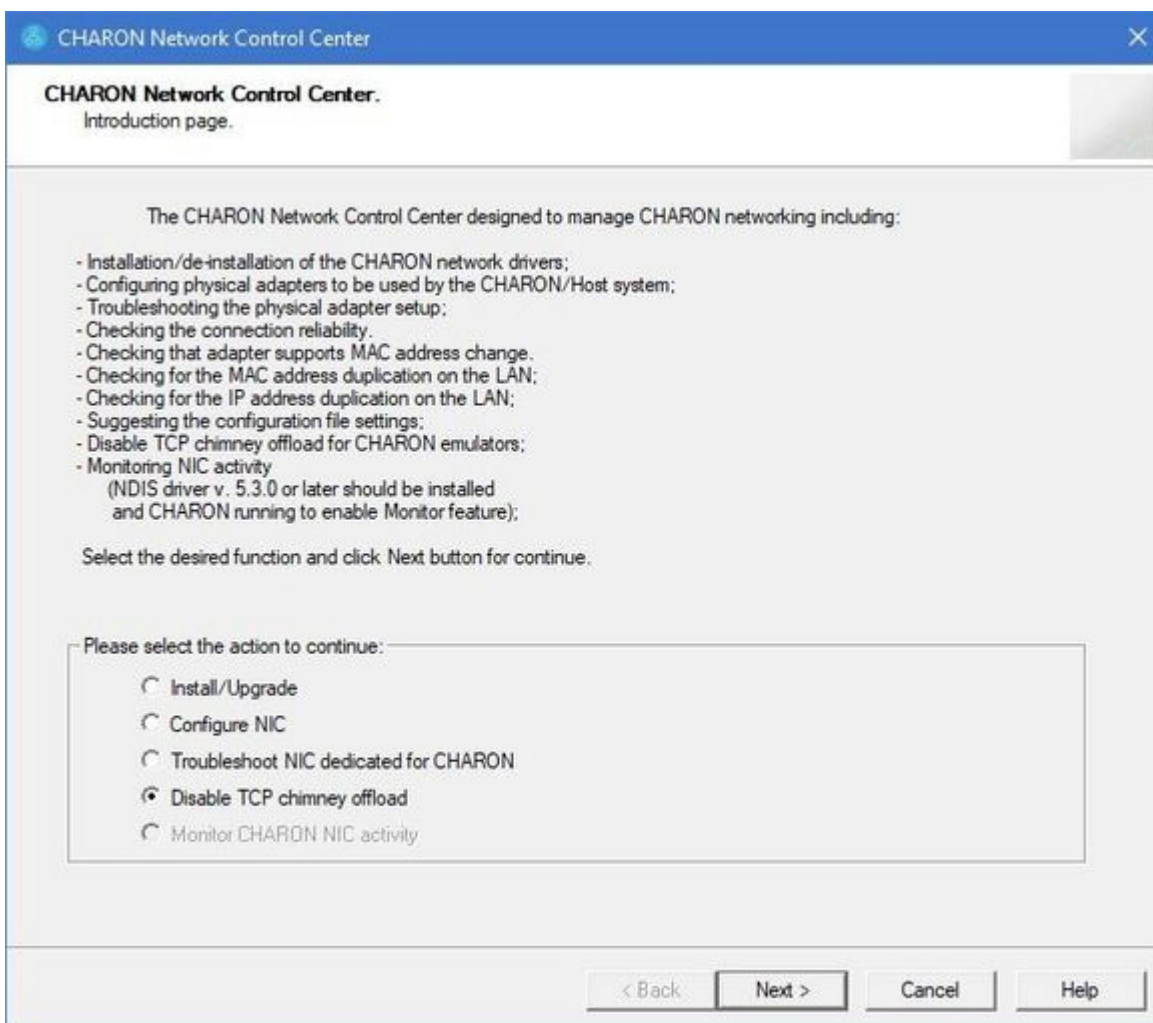 CHARON Network Control Center
CHARON Network Control Center.
Introduction page.
The CHARON Network Control Center designed to manage CHARON networking including:
- Installation/de-installation of the CHARON network drivers;
- Configuring physical adapters to be used by the CHARON/Host system;
- Troubleshooting the physical adapter setup;
- Checking the connection reliability.
- Checking that adapter supports MAC address change.
- Checking for the MAC address duplication on the LAN;
- Checking for the IP address duplication on the LAN;
- Suggesting the configuration file settings;
- Disable TCP chimney offload for CHARON emulators;
- Monitoring NIC activity
(NDIS driver v. 5.3.0 or later should be installed
and CHARON running to enable Monitor feature);
Select the desired function and click Next button for continue.
Please select the action to continue:
Install/Upgrade
Configure NIC
Troubleshoot NIC dedicated for CHARON
Disable TCP chimney offload
Monitor CHARON NIC activity
< Back Next > Cancel Help